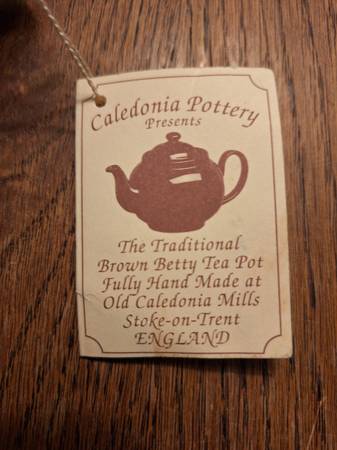 Caledonia Pottery
Presents
The Traditional
Brown Betty Tea Pot
Fully Hand Made at
Old Caledonia Mills
Stoke-on-Trent
ENGLAND